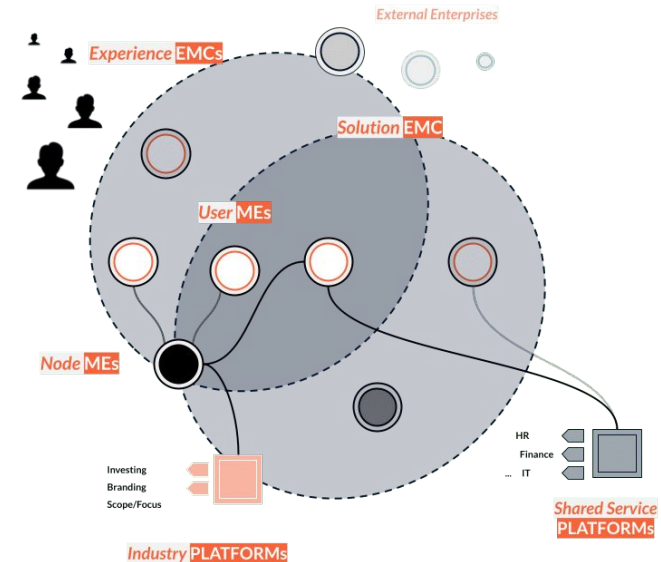 External Enterprises
Experience EMCs
Solution EMC
User MEs
Node MEs
HR
Finance
... IT
Investing
Branding
Scope/Focus
Shared Service
PLATFORMs
Industry PLATFORMs